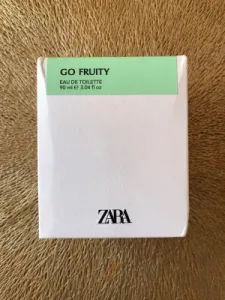 GO FRUITY
EAU DE TOILETTE
90 ml e 3.04 fl oz
ZARA